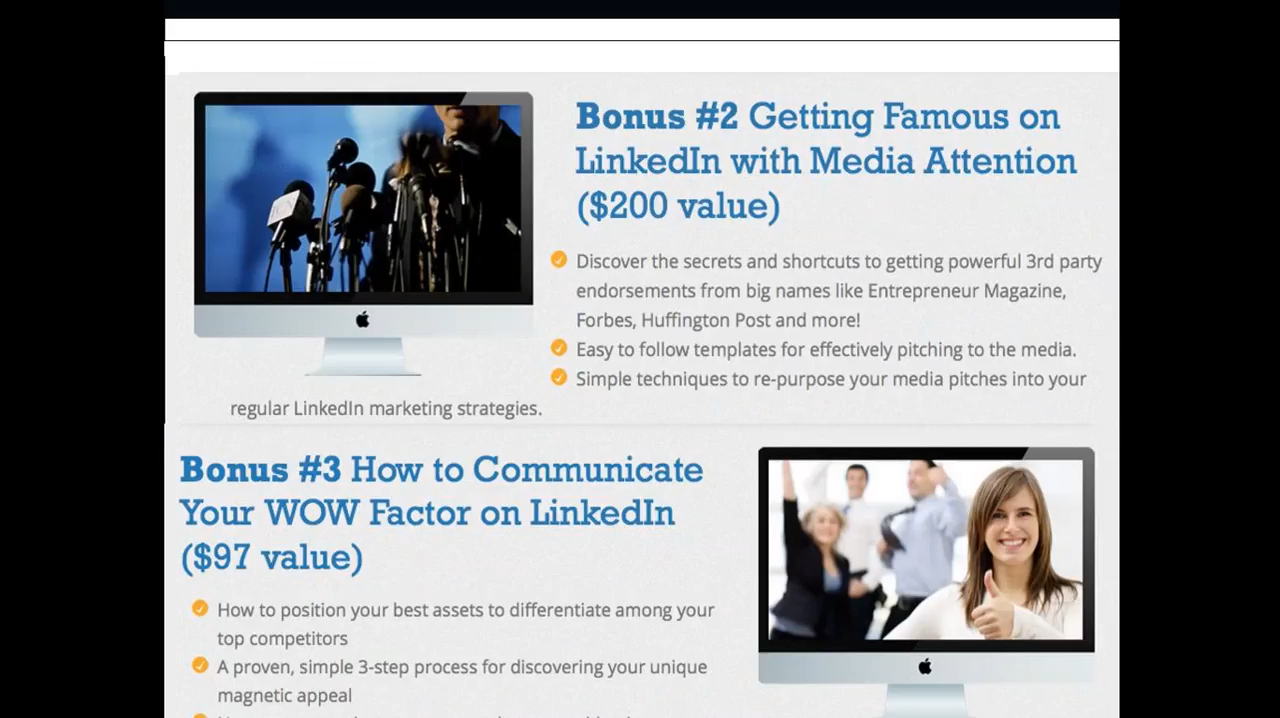 Bonus #2 Getting Famous on
LinkedIn with Media Attention
($200 value)
Discover the secrets and shortcuts to getting powerful 3rd party
endorsements from big names like Entrepreneur Magazine,
Forbes, Huffington Post and more!
Easy to follow templates for effectively pitching to the media.
Simple techniques to re-purpose your media pitches into your
regular LinkedIn marketing strategies.
Bonus #3 How to Communicate
Your WOW Factor on LinkedIn
($97 value)
How to position your best assets to differentiate among your
top competitors
A proven, simple 3-step process for discovering your unique
magnetic appeal